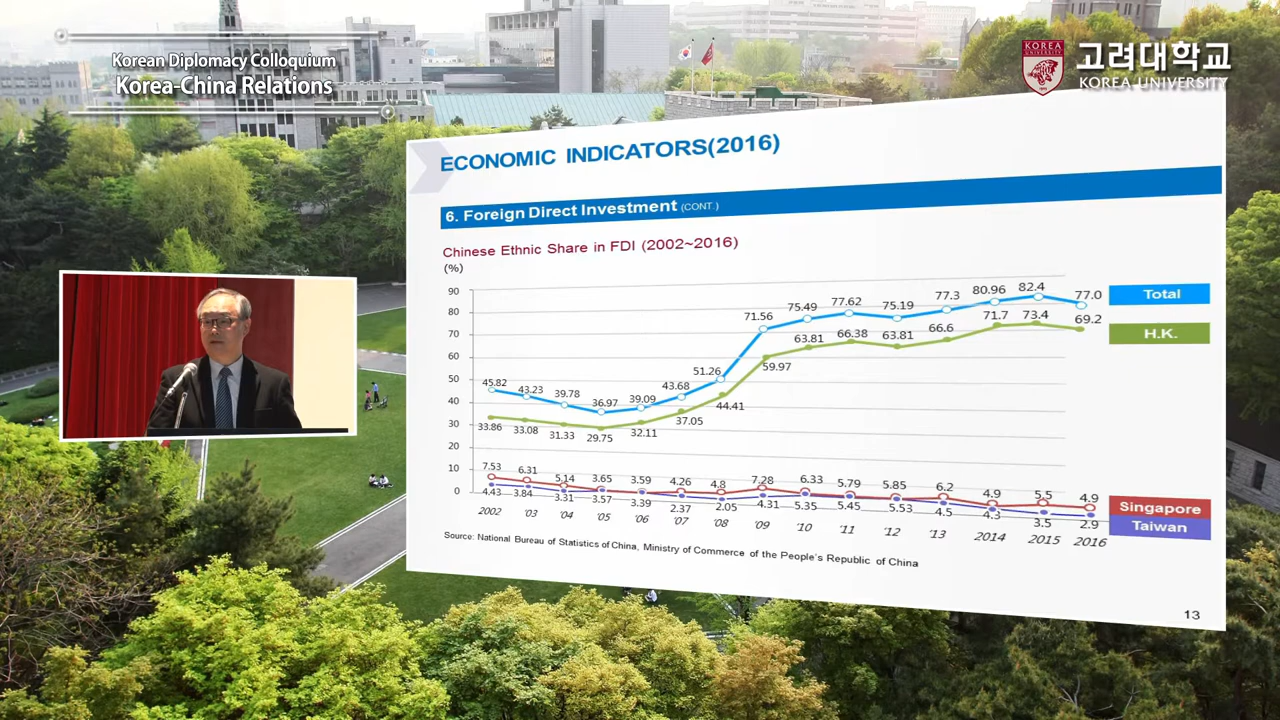 Korean Diplomacy Colloquium
Korea-China Relations
KOREA
UNIVERSITY
고려대학교
KOREA UNIVERSITY
ECONOMIC INDICATORS(2016)
6. Foreign Direct Investment (CONT.)
Chinese Ethnic Share in FDI (2002~2016)
(%)
90
80
70
60
50
40
30
20
10
0
45.82 43.23 39.78 36.97 39.09 43.68 51.26 71.56 75.49 77.62 75.19 77.3 80.96 82.4 77.0
Total
33.86 33.08 31.33 29.75 32.11 37.05 44.41 59.97 63.81 66.38 63.81 66.6 71.7 73.4 69.2
H.K.
7.53 6.31 5.14 3.65 3.59 4.26 4.8 7.28 6.33 5.79 5.85 6.2 4.9 5.5 4.9
Singapore
4.43 3.84 3.31 3.57 3.39 2.37 2.05 4.31 5.35 5.45 5.53 4.5 4.3 3.5 2.9
Taiwan
2002 '03 '04 '05 '06 '07 '08 '09 '10 '11 '12 '13 2014 2015 2016
Source: National Bureau of Statistics of China, Ministry of Commerce of the People's Republic of China
13